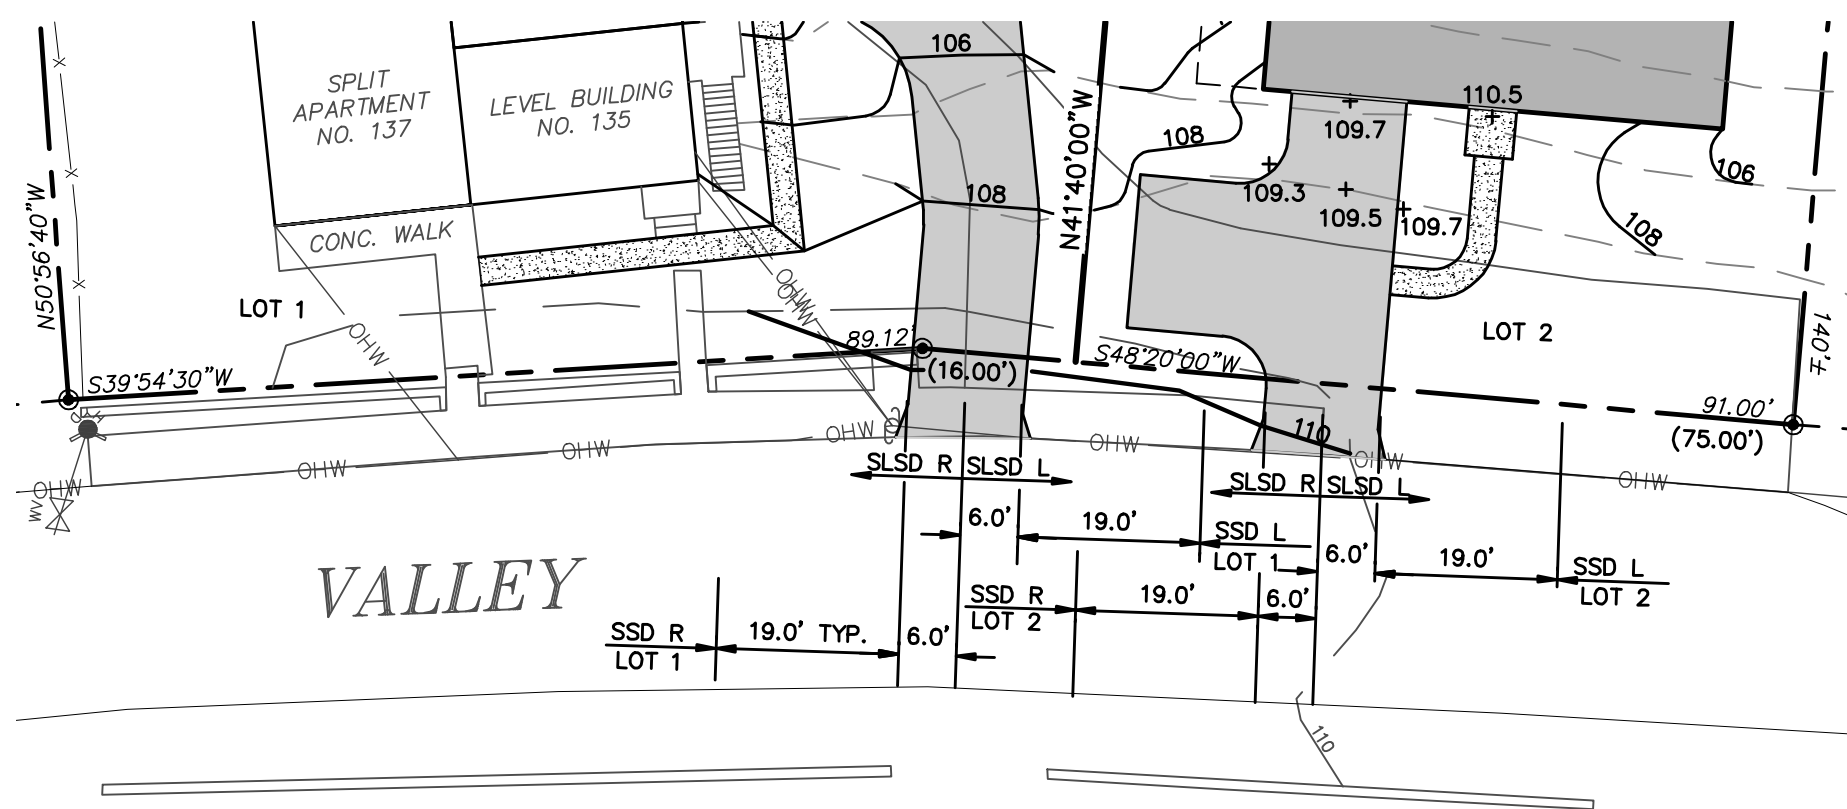 106
SPLIT
APARTMENT
NO. 137
LEVEL BUILDING
NO. 135
110.5
109.7
108
106
109.3
109.5
109.7
108
108
N41°40'00"W
N50°56'40"W
CONC. WALK
LOT 1
OHW
OHW
OHW
89.12'
(16.00')
S48°20'00"W
LOT 2
140'±
S39°54'30"W
91.00'
(75.00')
110
OHW
OHW
OHW
OHW
OHW
OHW
OHW
WV
SLSD R SLSD L
SLSD R SLSD L
6.0'
19.0'
SSD L
LOT 1
6.0'
19.0'
SSD L
LOT 2
VALLEY
SSD R
LOT 2
19.0'
6.0'
SSD R
LOT 1
19.0' TYP.
6.0'
110